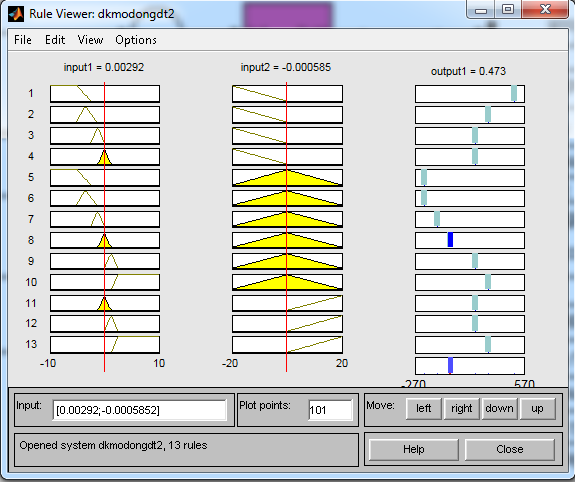 Rule Viewer: dkmodongdt2
File Edit View Options
input1 = 0.00292
input2 = -0.000585
output1 = 0.473
1
2
3
4
5
6
7
8
9
10
11
12
13
-10 10
-20 20
-270 570
Input: [0.00292;-0.0005852]
Plot points: 101
Move: left right down up
Opened system dkmodongdt2, 13 rules
Help Close